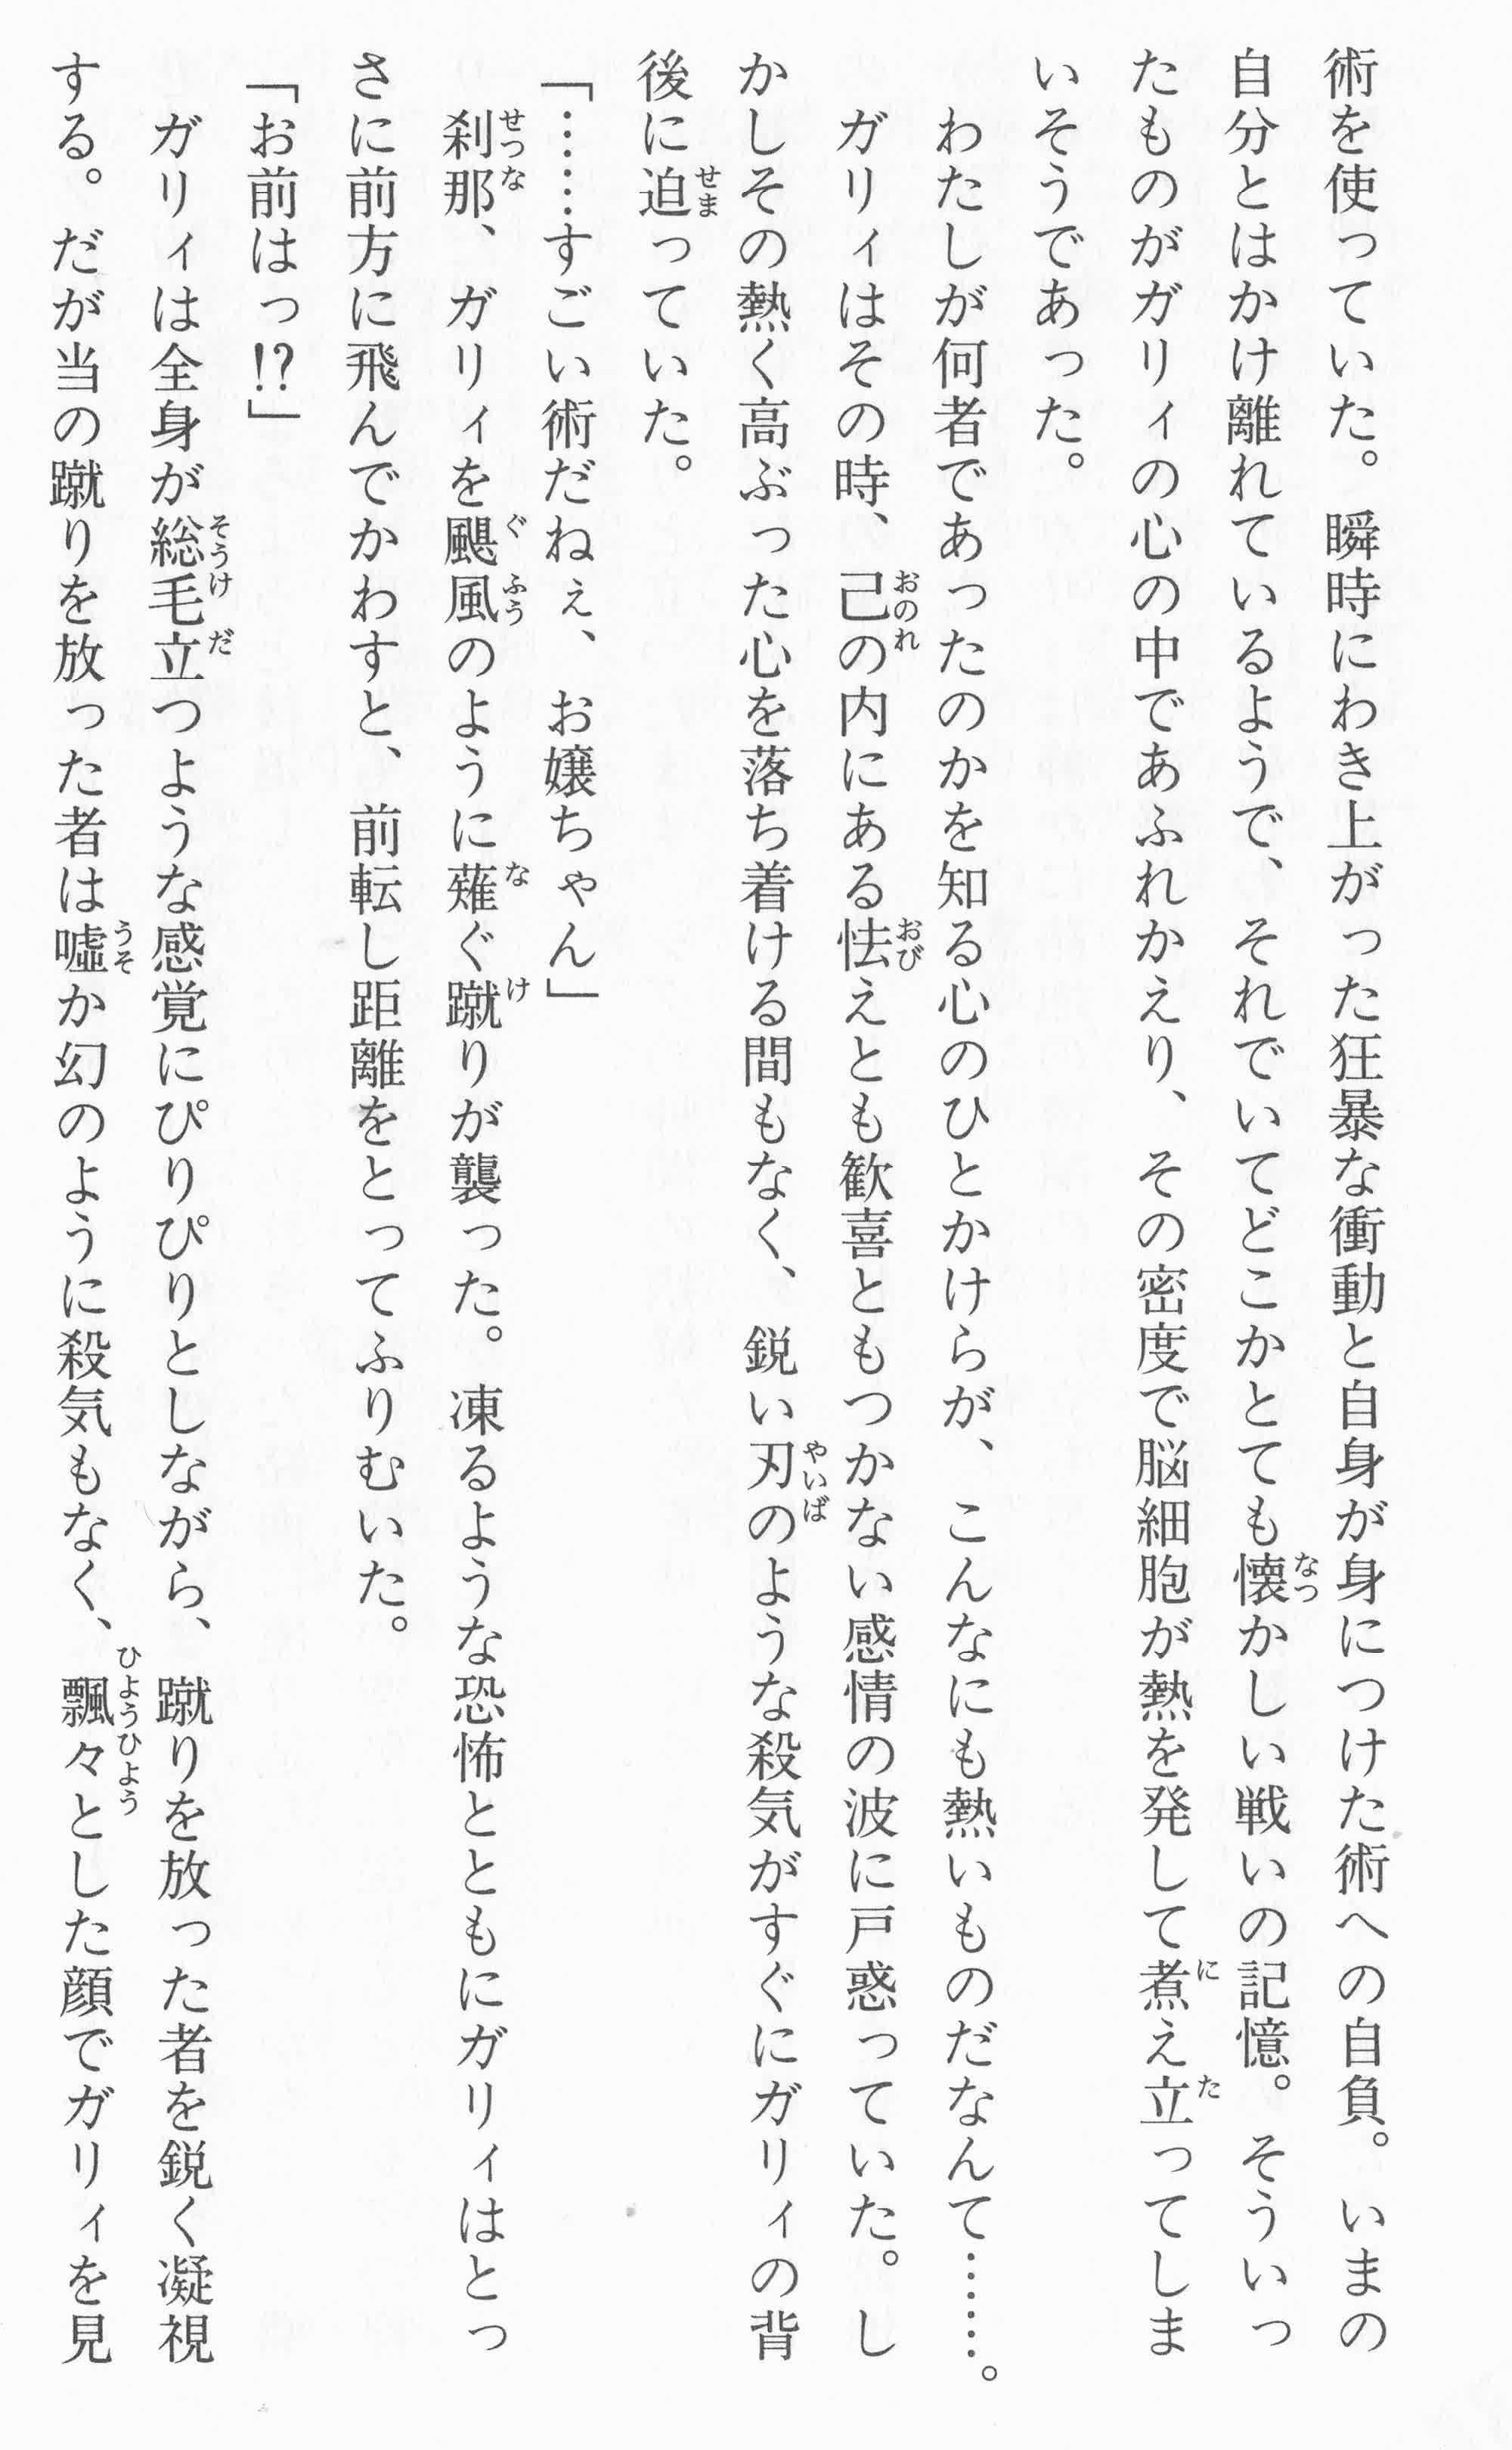 術を使っていた。瞬時にわき上がった狂暴な衝動と自身が身につけた術への自負。いまの
自分とはかけ離れているようで、それでいてどこかとても懐かしい戦いの記憶。そういっ
たものがガリィの心の中であふれかえり、その密度で脳細胞が熱を発して煮え立ってしま
いそうであった。
わたしが何者であったのかを知る心のひとかけらが、こんなにも熱いものだなんて……。
ガリィはその時、己の内にある怯えとも歓喜ともつかない感情の波に戸惑っていた。し
かしその熱く高ぶった心を落ち着ける間もなく、鋭い刃のような殺気がすぐにガリィの背
後に迫っていた。
「……すごい術だねぇ、お嬢ちゃん」
刹那、ガリィを颶風のように薙ぐ蹴りが襲った。凍るような恐怖とともにガリィはとっ
さに前方に飛んでかわすと、前転し距離をとってふりむいた。
「お前はっ!?」
ガリィは全身が総毛立つような感覚にぴりぴりとしながら、蹴りを放った者を鋭く凝視
する。だが当の蹴りを放った者は嘘か幻のように殺気もなく、飄々とした顔でガリィを見